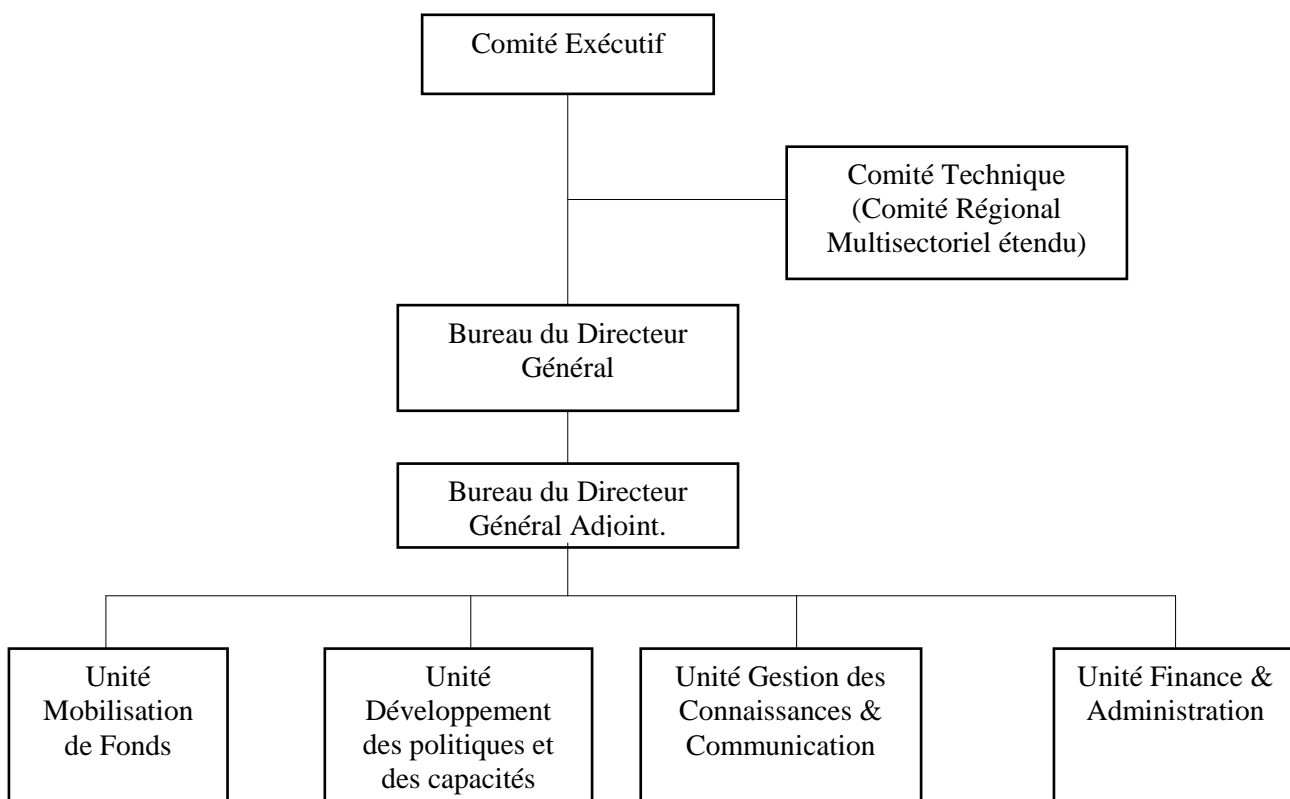 Comité Exécutif
Comité Technique
(Comité Régional
Multisectoriel étendu)
Bureau du Directeur
Général
Bureau du Directeur
Général Adjoint.
Unité
Mobilisation
de Fonds
Unité
Développement
des politiques et
des capacités
Unité Gestion des
Connaissances &
Communication
Unité Finance &
Administration